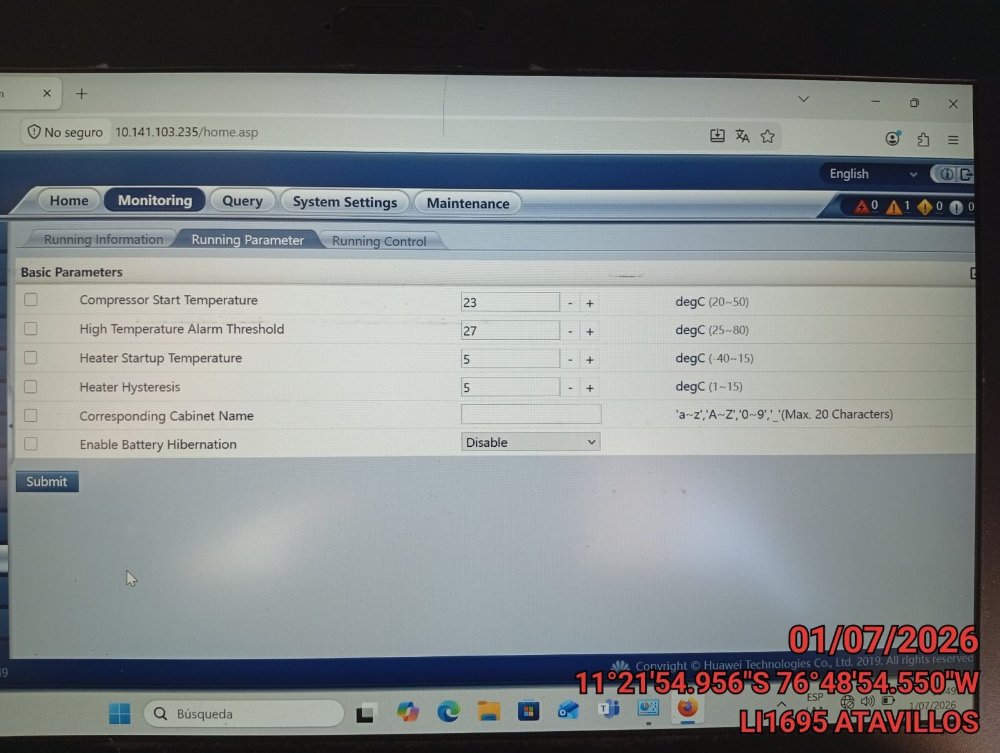 No seguro 10.141.103.235/home.asp
English
Home Monitoring Query System Settings Maintenance
0 1 0 0
Running Information Running Parameter Running Control
Basic Parameters
Compressor Start Temperature 23 - + degC (20~50)
High Temperature Alarm Threshold 27 - + degC (25~80)
Heater Startup Temperature 5 - + degC (-40~15)
Heater Hysteresis 5 - + degC (1~15)
Corresponding Cabinet Name 'a~z','A~Z','0~9','_'(Max. 20 Characters)
Enable Battery Hibernation Disable
Submit
01/07/2026
Copyright © Huawei Technologies Co., Ltd. 2019. All rights reserved
11°21'54.956"S 76°48'54.550"W
Búsqueda
ESP
1/07/2026
LI1695 ATAVILLOS